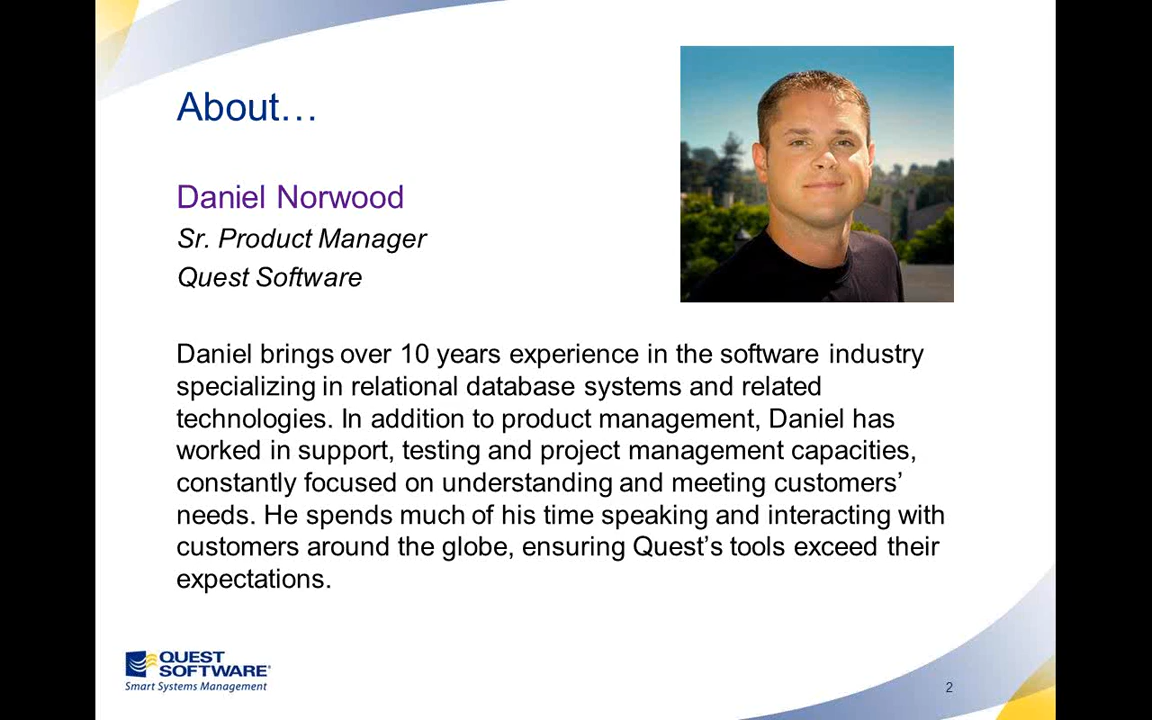 About…
Daniel Norwood
Sr. Product Manager
Quest Software
Daniel brings over 10 years experience in the software industry
specializing in relational database systems and related
technologies. In addition to product management, Daniel has
worked in support, testing and project management capacities,
constantly focused on understanding and meeting customers’
needs. He spends much of his time speaking and interacting with
customers around the globe, ensuring Quest’s tools exceed their
expectations.
QUEST
SOFTWARE®
Smart Systems Management
2